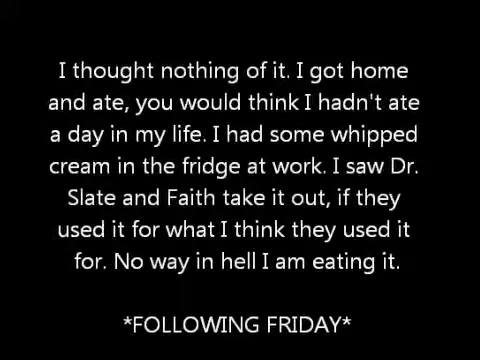 I thought nothing of it. I got home
and ate, you would think I hadn't ate
a day in my life. I had some whipped
cream in the fridge at work. I saw Dr.
Slate and Faith take it out, if they
used it for what I think they used it
for. No way in hell I am eating it.
*FOLLOWING FRIDAY*